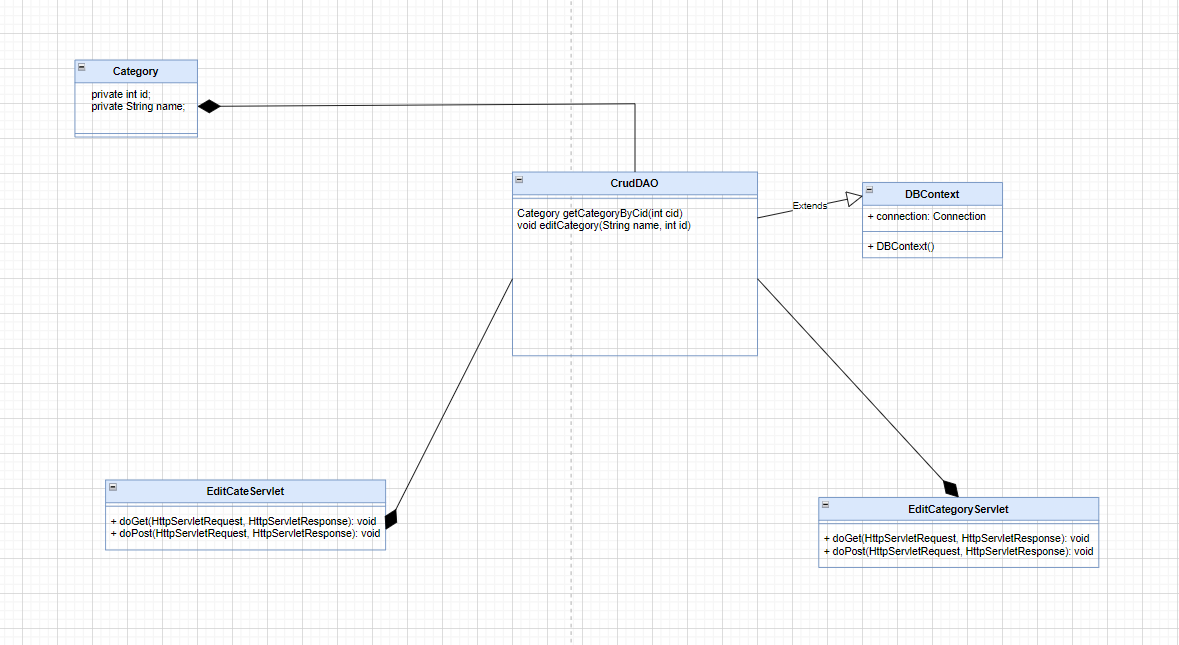 Category
private int id;
private String name;
CrudDAO
Category getCategoryByCid(int cid)
void editCategory(String name, int id)
Extends
DBContext
+ connection: Connection
+ DBContext()
EditCateServlet
+ doGet(HttpServletRequest, HttpServletResponse): void
+ doPost(HttpServletRequest, HttpServletResponse): void
EditCategoryServlet
+ doGet(HttpServletRequest, HttpServletResponse): void
+ doPost(HttpServletRequest, HttpServletResponse): void